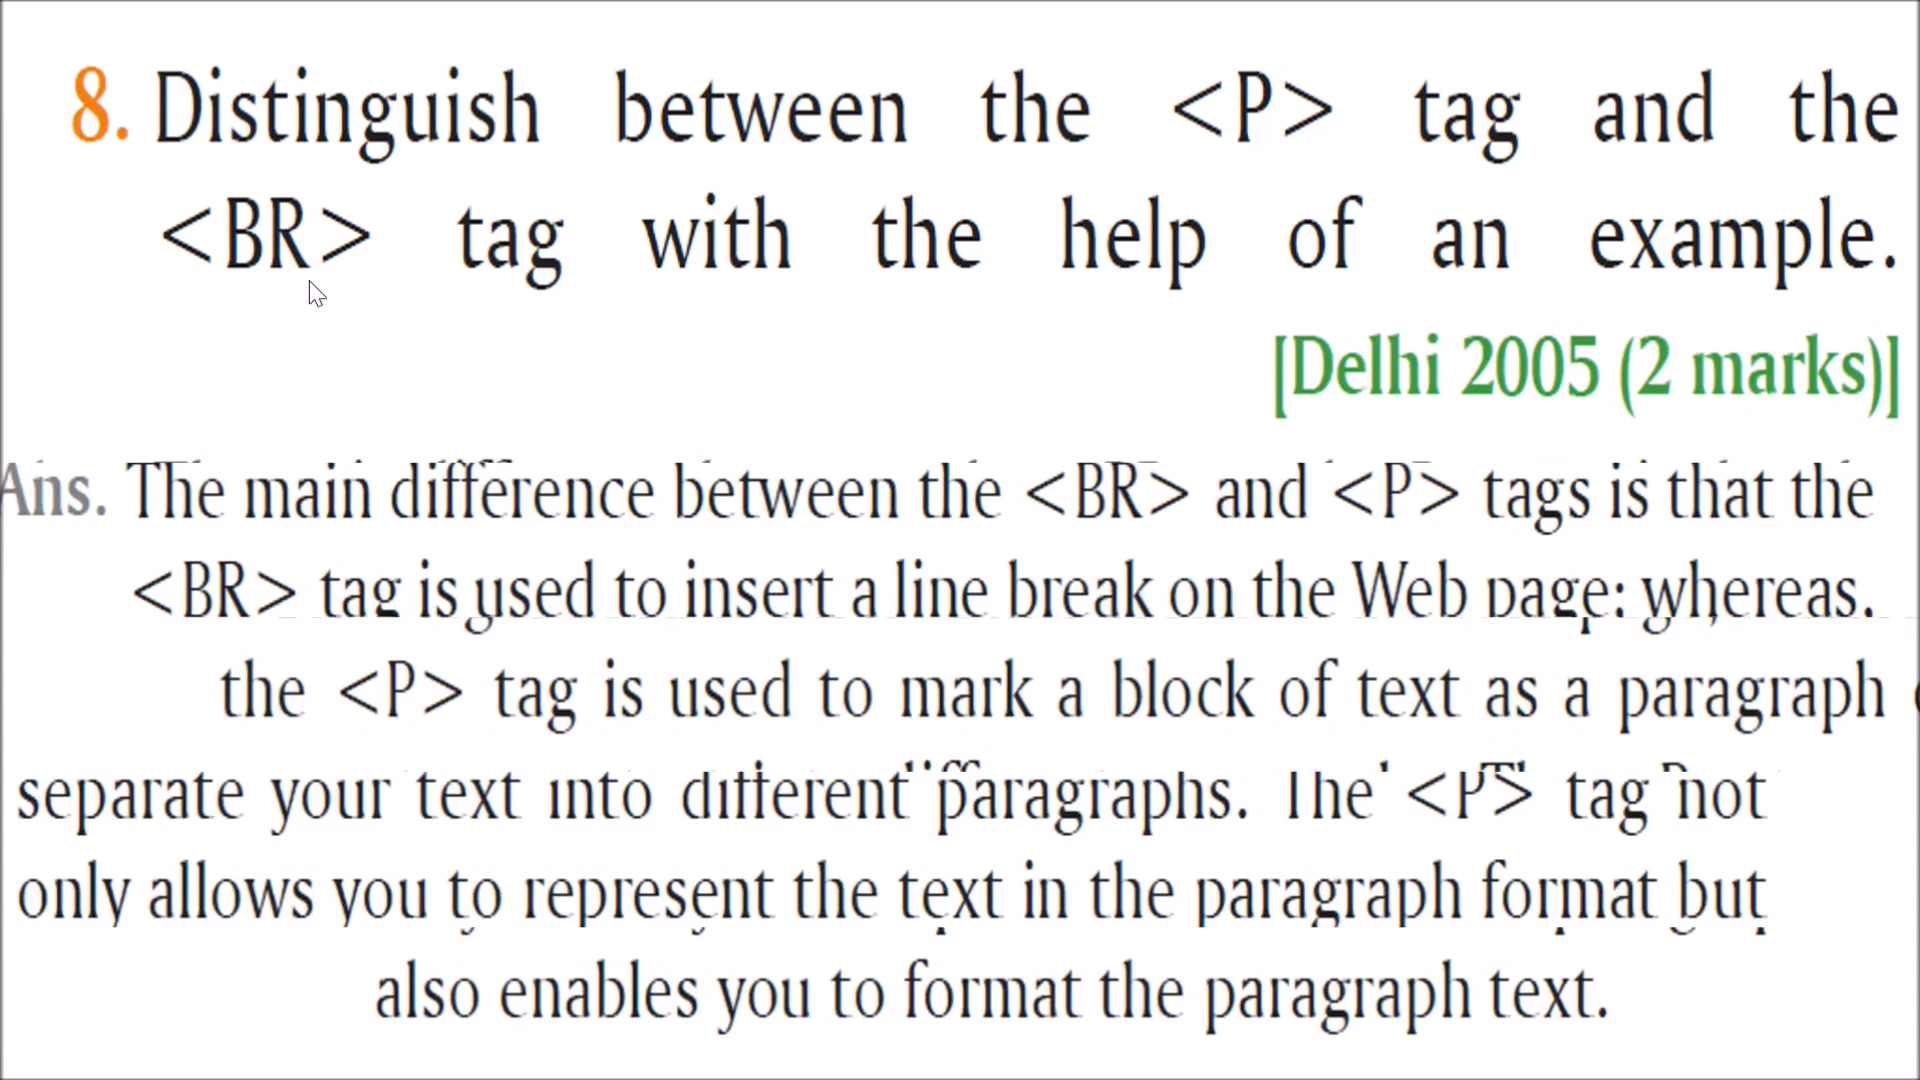 8. Distinguish between the <P> tag and the
<BR> tag with the help of an example.
[Delhi 2005 (2 marks)]
Ans. The main difference between the <BR> and <P> tags is that the
<BR> tag is used to insert a line break on the Web page; whereas,
the <P> tag is used to mark a block of text as a paragraph
separate your text into different paragraphs. The <P> tag not
only allows you to represent the text in the paragraph format but
also enables you to format the paragraph text.